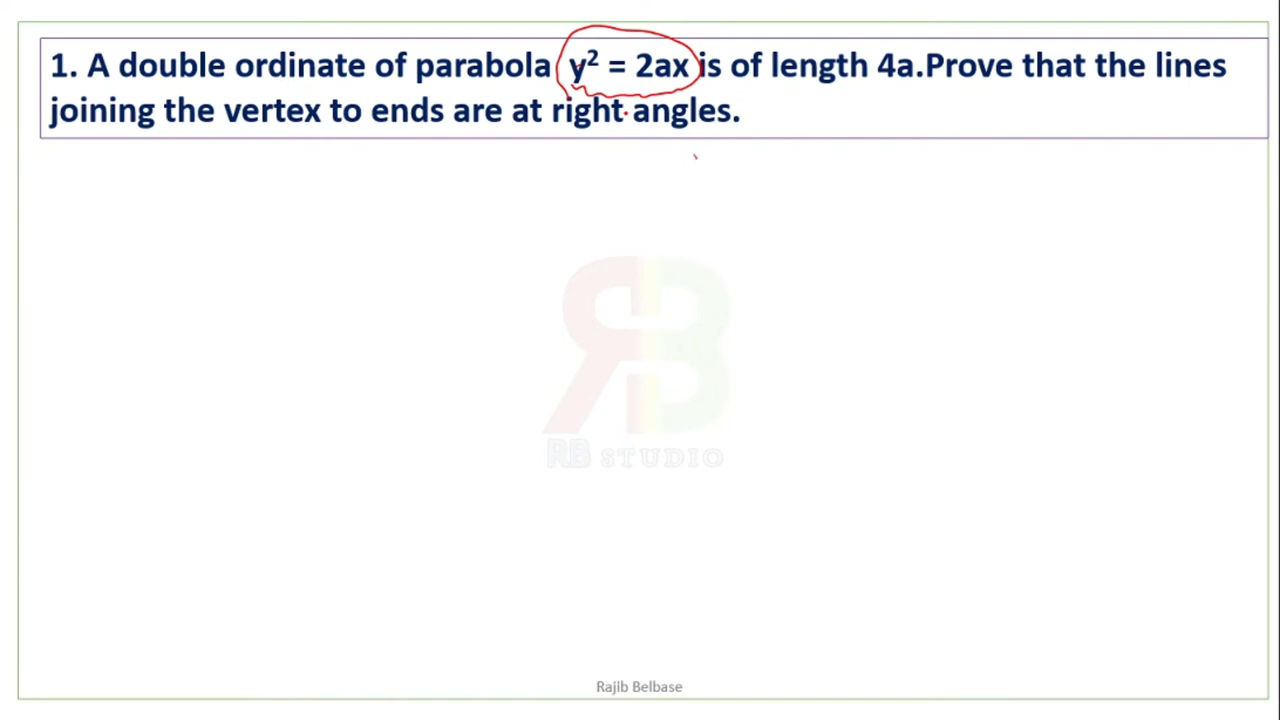 1. A double ordinate of parabola y² = 2ax is of length 4a.Prove that the lines
joining the vertex to ends are at right angles.
RB STUDIO
Rajib Belbase